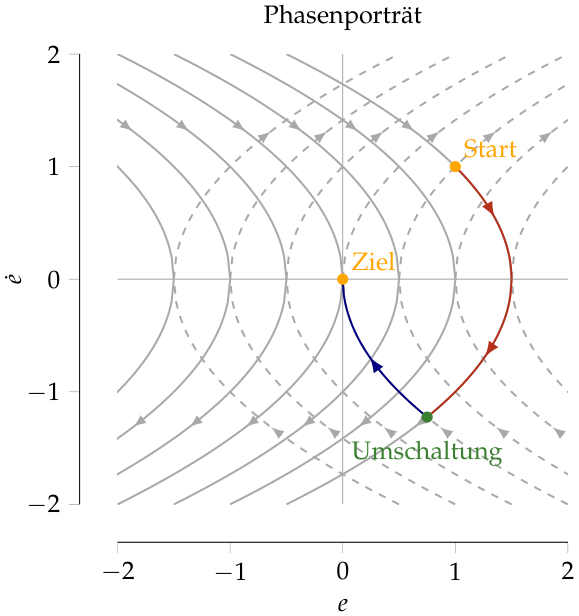 Phasenporträt
2
1
0
−1
−2
ė
Start
Ziel
Umschaltung
−2
−1
0
1
2
e